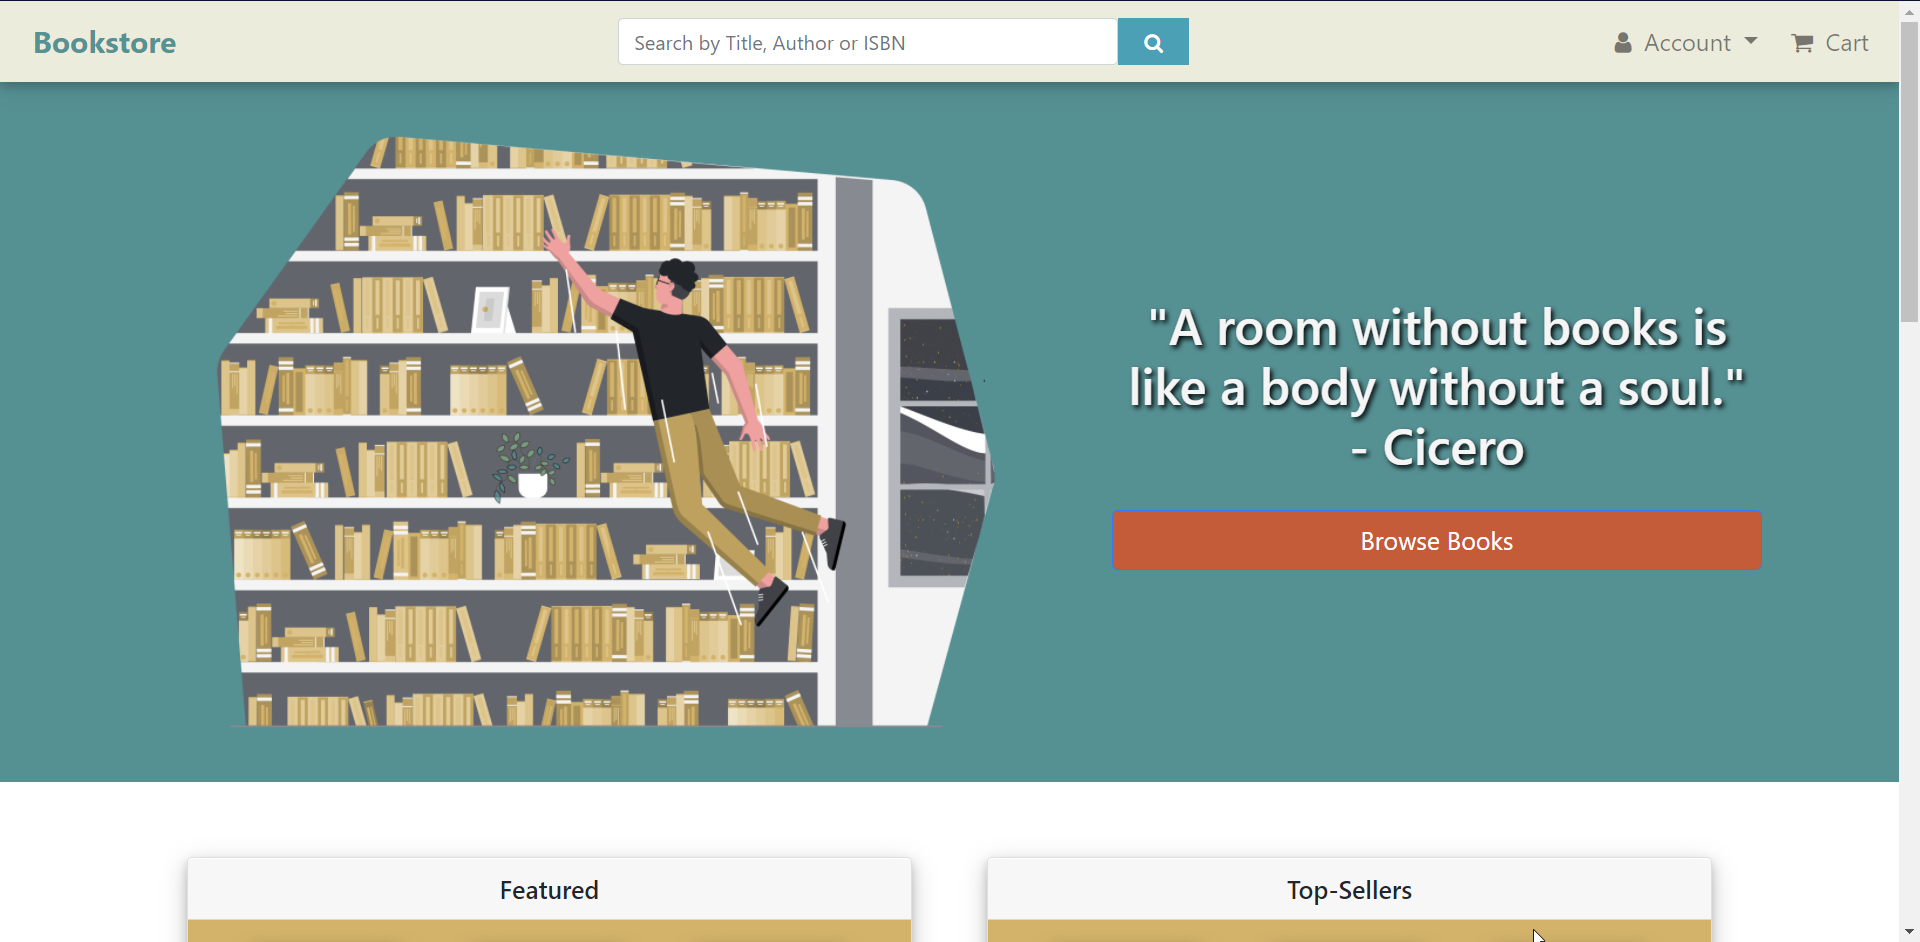 Bookstore
Search by Title, Author or ISBN
Account
Cart
"A room without books is
like a body without a soul."
- Cicero
Browse Books
Featured
Top-Sellers